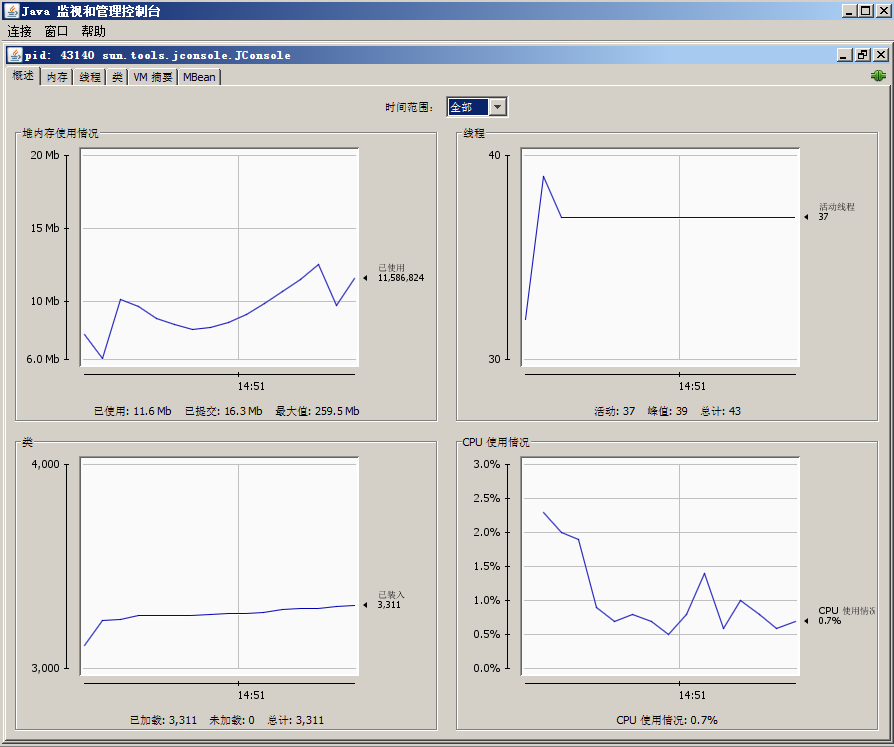 Java 监视和管理控制台
连接 窗口 帮助
pid: 43140 sun.tools.jconsole.JConsole
概述 内存 线程 类 VM 摘要 MBean
时间范围: 全部
堆内存使用情况
20 Mb
15 Mb
10 Mb
6.0 Mb
已使用
11,586,824
14:51
已使用: 11.6 Mb 已提交: 16.3 Mb 最大值: 259.5 Mb
线程
40
30
活动线程
37
14:51
活动: 37 峰值: 39 总计: 43
类
4,000
3,000
已装入
3,311
14:51
已加载: 3,311 未加载: 0 总计: 3,311
CPU 使用情况
3.0%
2.5%
2.0%
1.5%
1.0%
0.5%
0.0%
CPU 使用情况
0.7%
14:51
CPU 使用情况: 0.7%